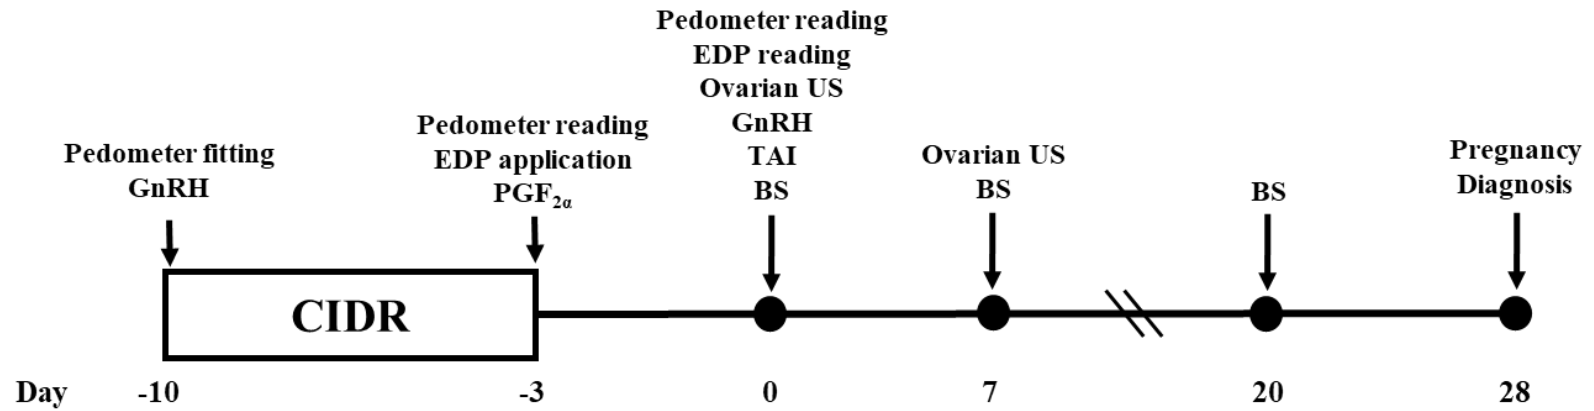 Pedometer fitting
GnRH
Pedometer reading
EDP application
PGF2α
Pedometer reading
EDP reading
Ovarian US
GnRH
TAI
BS
Ovarian US
BS
BS
Pregnancy
Diagnosis
CIDR
Day -10 -3 0 7 20 28